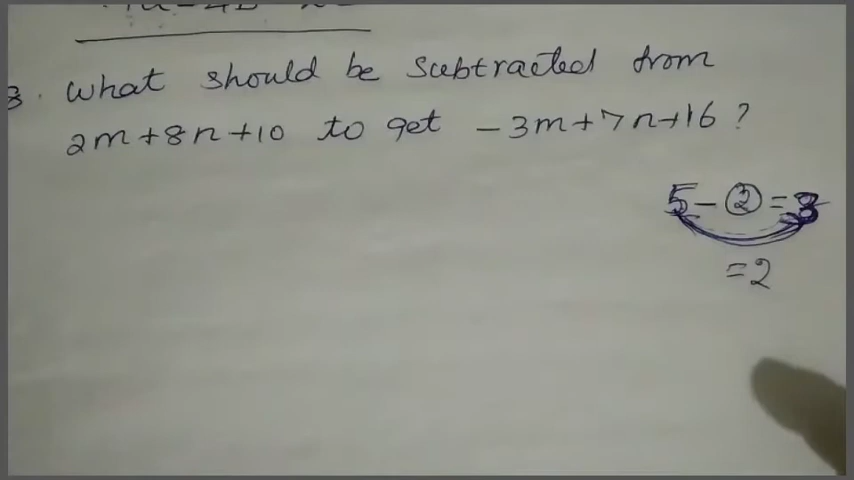 3. What should be subtracted from
2m+8n+10 to get -3m+7n+16?
5-2=3
=2